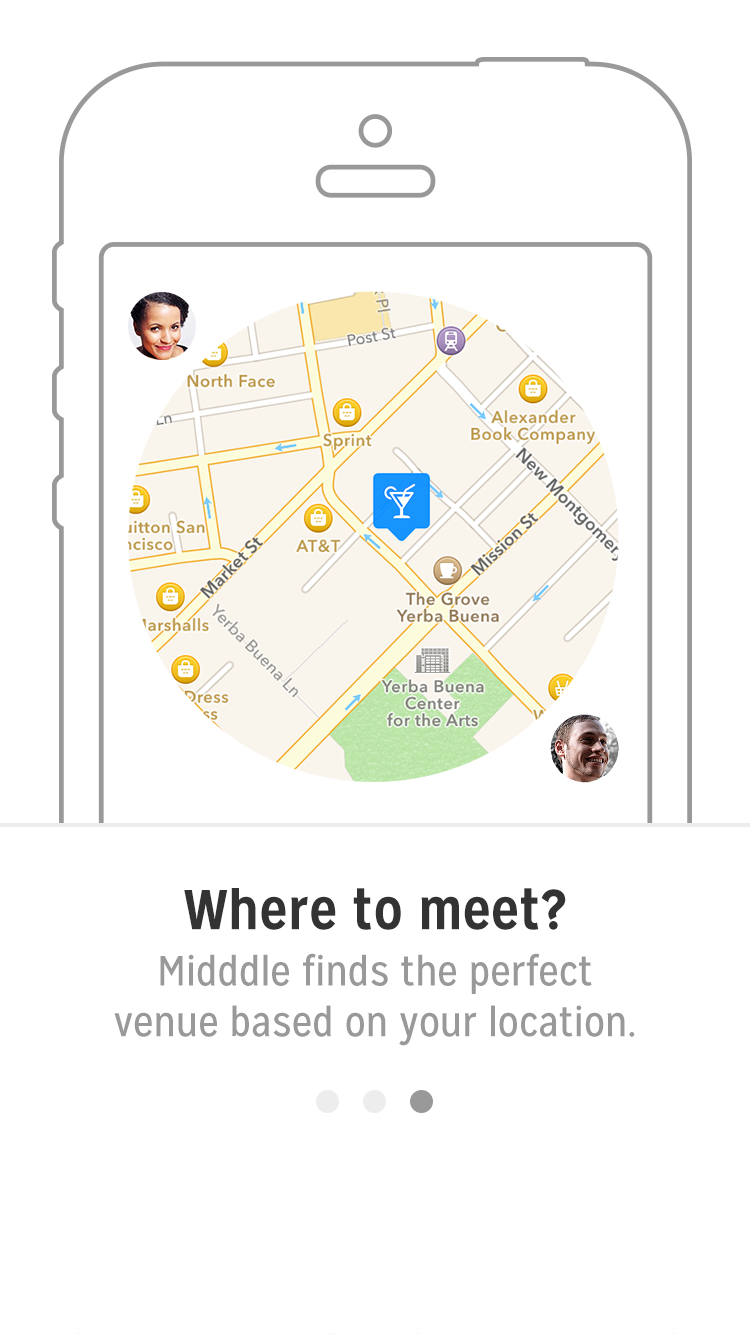 Pl
Post St
North Face
Ln
Sprint
Alexander
Book Company
New Montgomery
uitton San
ncisco
AT&T
Market St
Mission St
The Grove
Yerba Buena
arshalls
Yerba Buena Ln
Yerba Buena
Center
for the Arts
Dress
ss
W
Where to meet?
Midddle finds the perfect
venue based on your location.